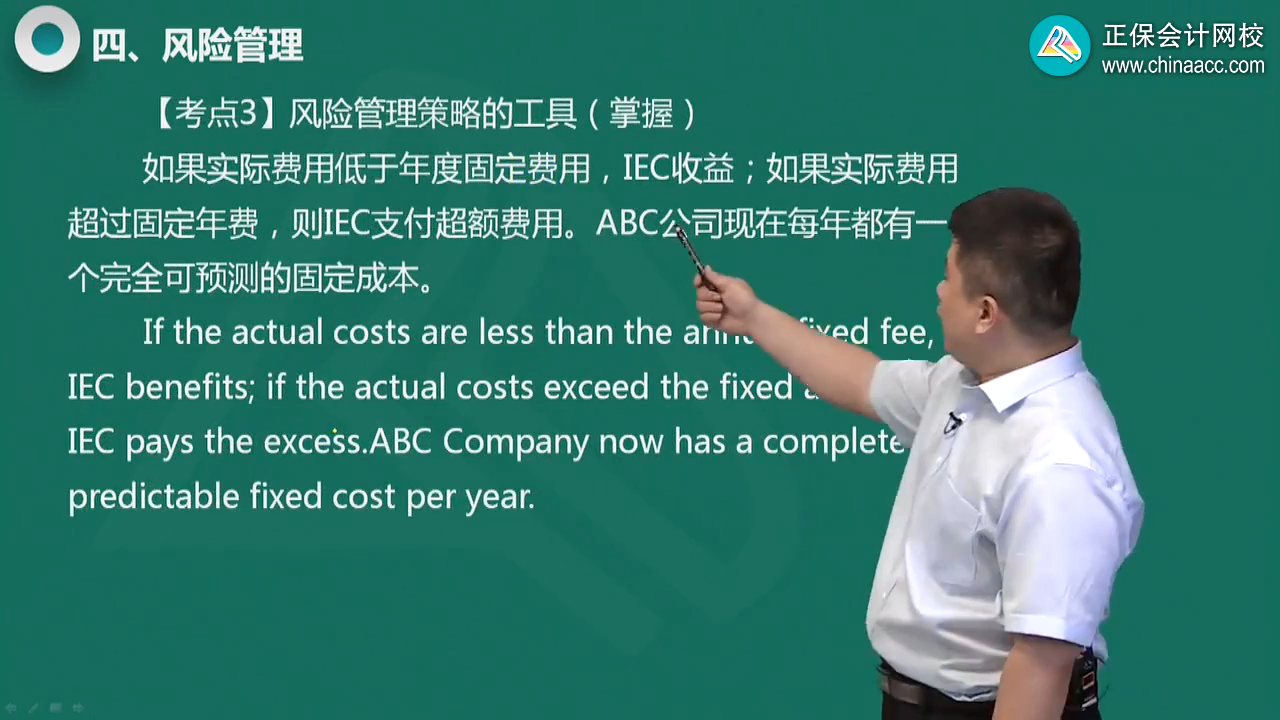 四、风险管理
正保会计网校
www.chinaacc.com
【考点3】风险管理策略的工具（掌握）
如果实际费用低于年度固定费用，IEC收益；如果实际费用
超过固定年费，则IEC支付超额费用。ABC公司现在每年都有一
个完全可预测的固定成本。
If the actual costs are less than the fixed fee,
IEC benefits; if the actual costs exceed the fixed
IEC pays the excess.ABC Company now has a
predictable fixed cost per year.